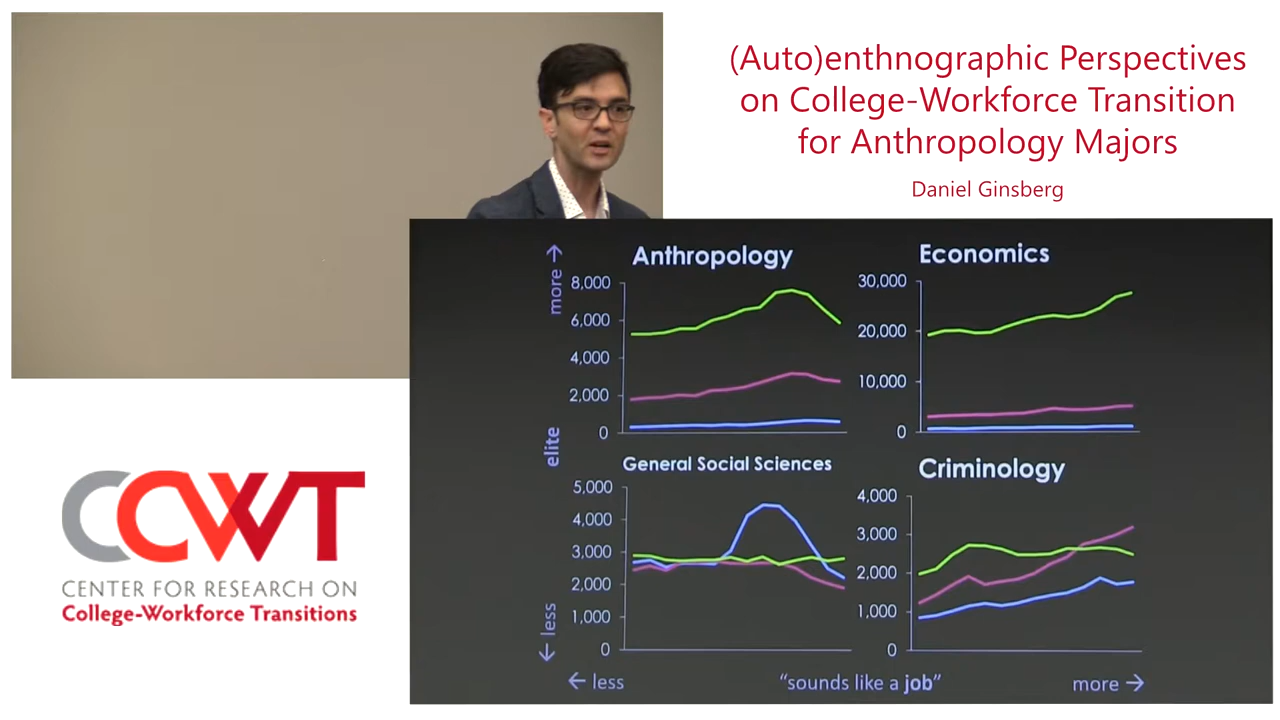 (Auto)enthnographic Perspectives
on College-Workforce Transition
for Anthropology Majors
Daniel Ginsberg
more →
elite
← less
Anthropology
8,000
6,000
4,000
2,000
0
Economics
30,000
20,000
10,000
0
General Social Sciences
5,000
4,000
3,000
2,000
1,000
0
Criminology
4,000
3,000
2,000
1,000
0
← less
“sounds like a job”
more →
CCWT
CENTER FOR RESEARCH ON
College-Workforce Transitions